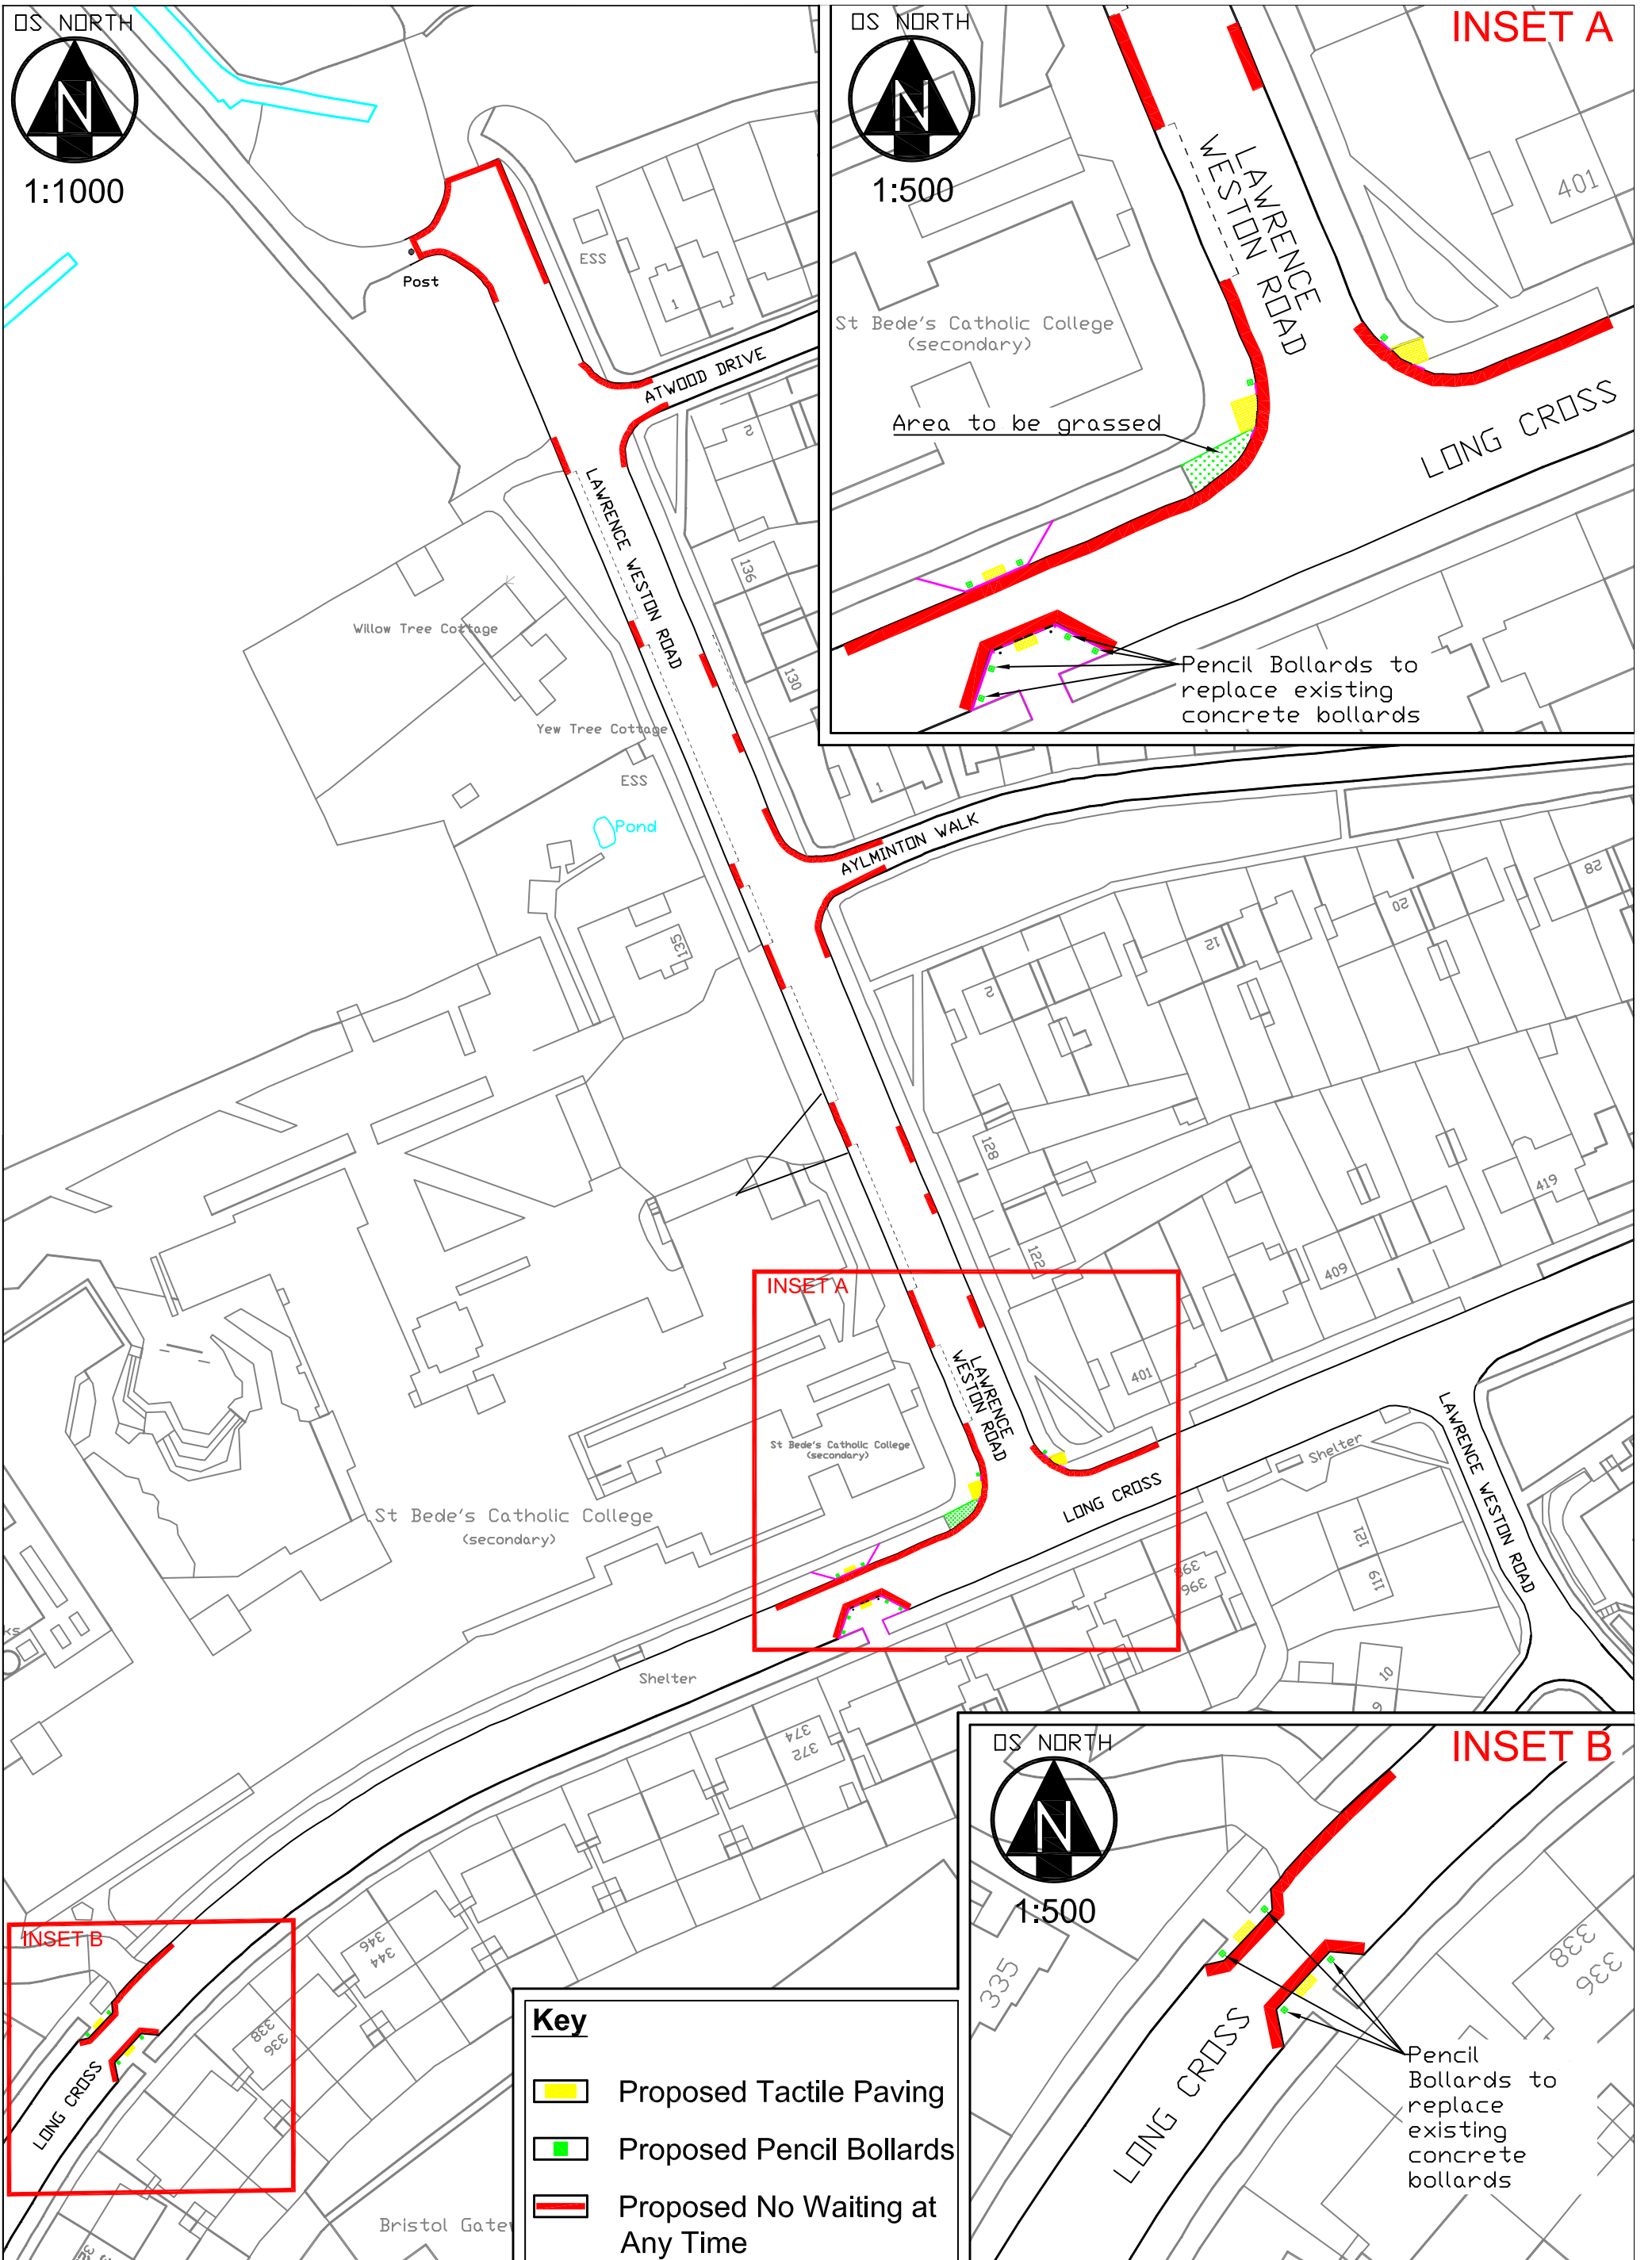 OS NORTH
N
1:1000
Post
ESS
1
ATWOOD DRIVE
2
LAWRENCE WESTON ROAD
136
130
Willow Tree Cottage
Yew Tree Cottage
ESS
Pond
1
AYLMINTON WALK
135
2
12
20
28
128
122
419
409
401
INSET A
LAWRENCE
WESTON ROAD
St Bede's Catholic College
(secondary)
LONG CROSS
Shelter
LAWRENCE WESTON ROAD
St Bede's Catholic College
(secondary)
121
119
398
396
10
9
Shelter
374
372
346
344
338
336
INSET B
LONG CROSS
Bristol Gatew
OS NORTH
N
1:500
INSET A
LAWRENCE
WESTON ROAD
401
St Bede's Catholic College
(secondary)
Area to be grassed
LONG CROSS
Pencil Bollards to
replace existing
concrete bollards
OS NORTH
N
1:500
INSET B
335
338
336
LONG CROSS
Pencil
Bollards to
replace
existing
concrete
bollards
Key
Proposed Tactile Paving
Proposed Pencil Bollards
Proposed No Waiting at
Any Time